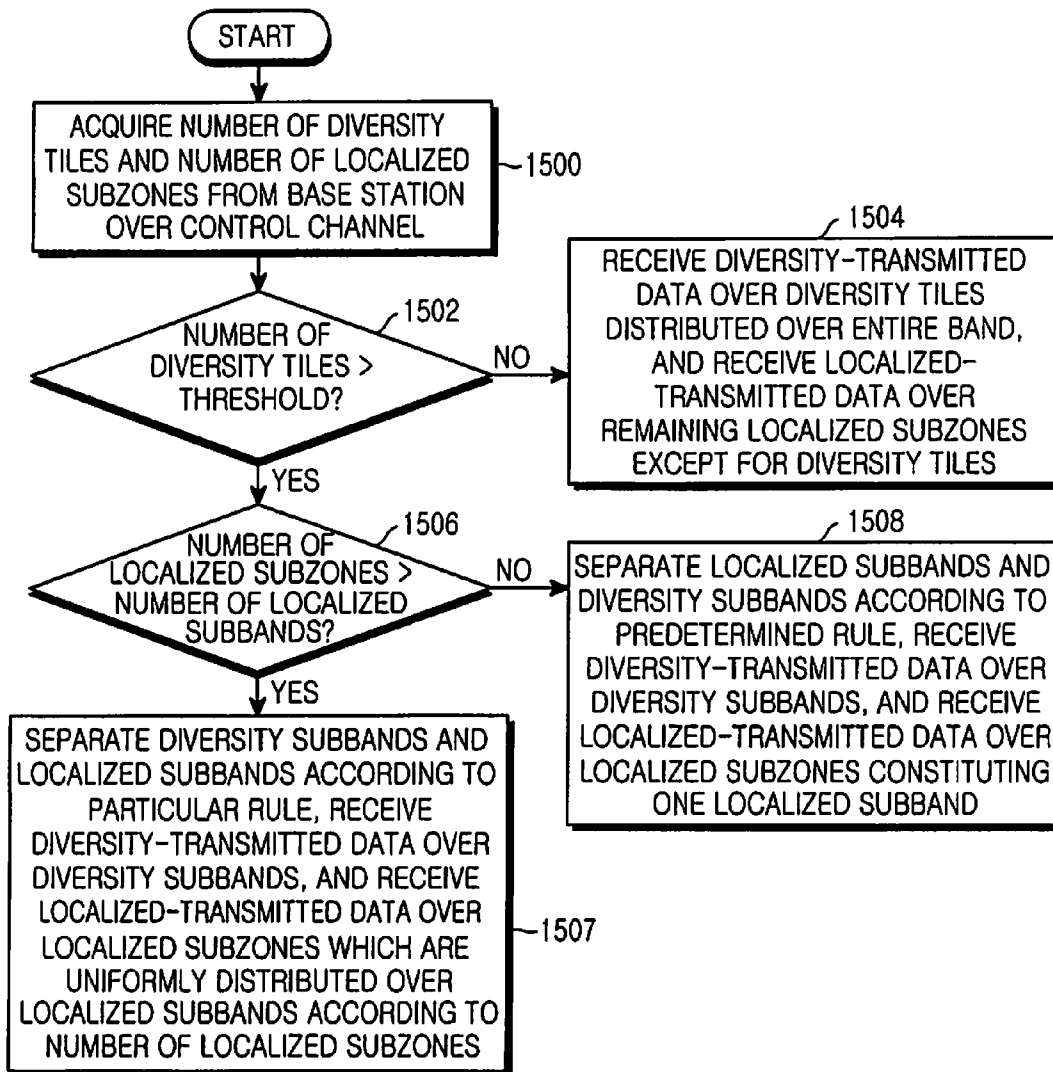 START
ACQUIRE NUMBER OF DIVERSITY
TILES AND NUMBER OF LOCALIZED
SUBZONES FROM BASE STATION
OVER CONTROL CHANNEL
1500
NUMBER OF
DIVERSITY TILES >
THRESHOLD?
1502
NO
1504
RECEIVE DIVERSITY-TRANSMITTED
DATA OVER DIVERSITY TILES
DISTRIBUTED OVER ENTIRE BAND,
AND RECEIVE LOCALIZED-
TRANSMITTED DATA OVER
REMAINING LOCALIZED SUBZONES
EXCEPT FOR DIVERSITY TILES
YES
NUMBER OF
LOCALIZED SUBZONES >
NUMBER OF LOCALIZED
SUBBANDS?
1506
NO
1508
SEPARATE LOCALIZED SUBBANDS AND
DIVERSITY SUBBANDS ACCORDING TO
PREDETERMINED RULE, RECEIVE
DIVERSITY-TRANSMITTED DATA OVER
DIVERSITY SUBBANDS, AND RECEIVE
LOCALIZED-TRANSMITTED DATA OVER
LOCALIZED SUBZONES CONSTITUTING
ONE LOCALIZED SUBBAND
YES
SEPARATE DIVERSITY SUBBANDS AND
LOCALIZED SUBBANDS ACCORDING TO
PARTICULAR RULE, RECEIVE
DIVERSITY-TRANSMITTED DATA OVER
DIVERSITY SUBBANDS, AND RECEIVE
LOCALIZED-TRANSMITTED DATA OVER
LOCALIZED SUBZONES WHICH ARE
UNIFORMLY DISTRIBUTED OVER
LOCALIZED SUBBANDS ACCORDING TO
NUMBER OF LOCALIZED SUBZONES
1507